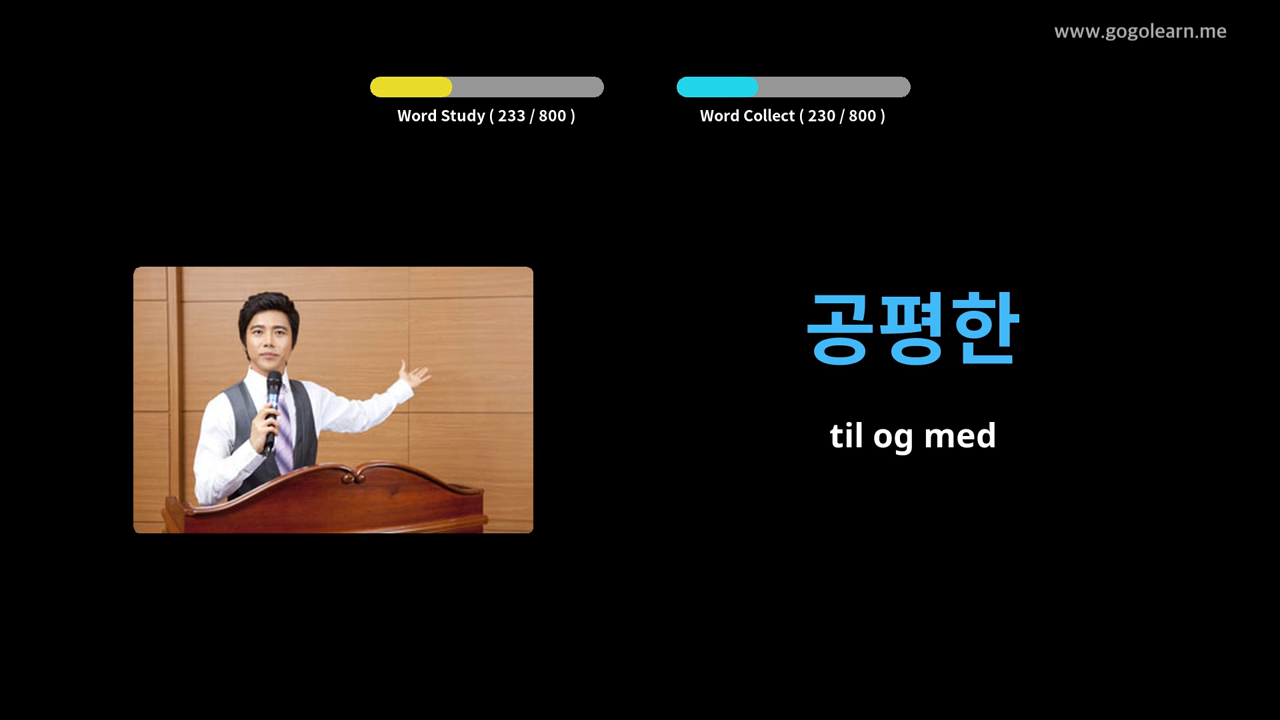 www.gogolearn.me
Word Study ( 233 / 800 )
Word Collect ( 230 / 800 )
공평한
til og med